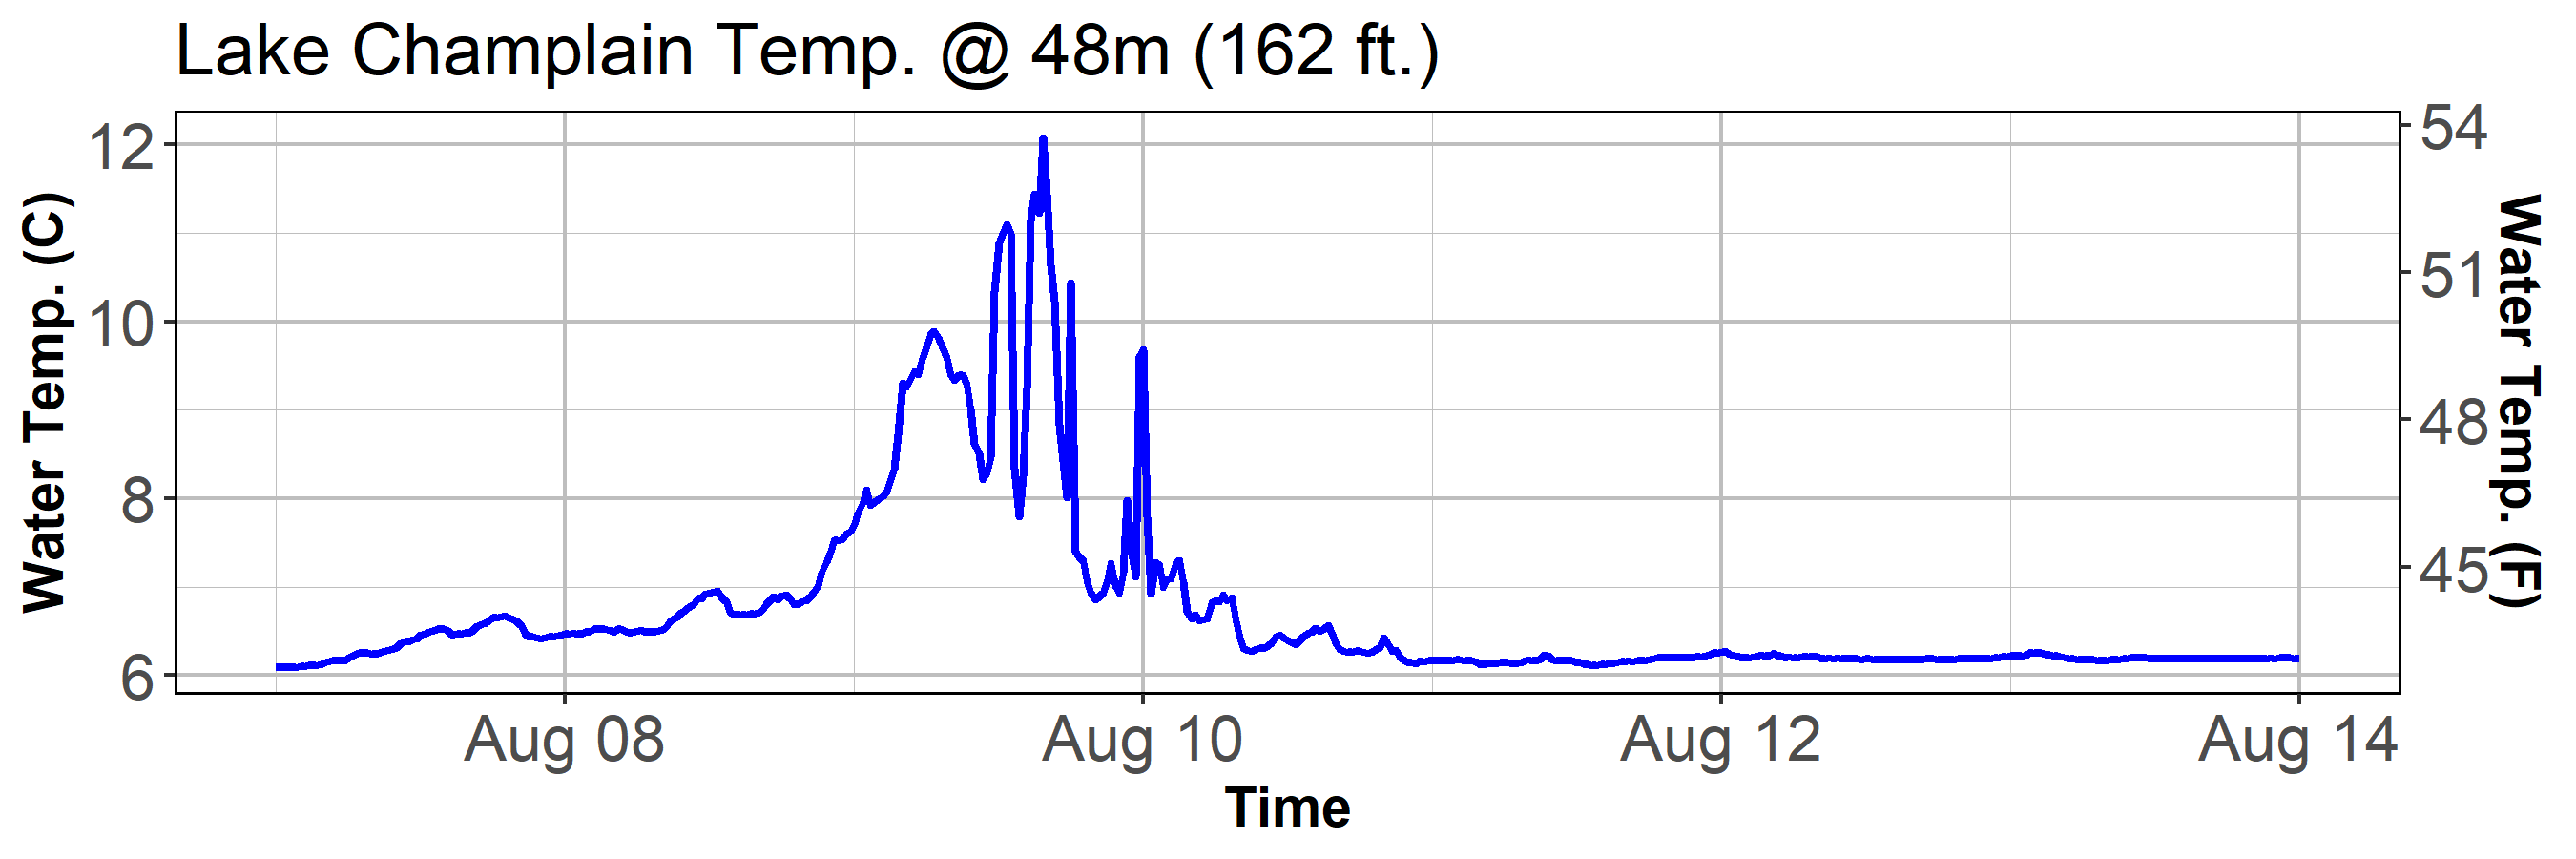 Lake Champlain Temp. @ 48m (162 ft.)
Water Temp. (C)
12
10
8
6
54
51
48
45
Water Temp. (F)
Aug 08 Aug 10 Aug 12 Aug 14
Time